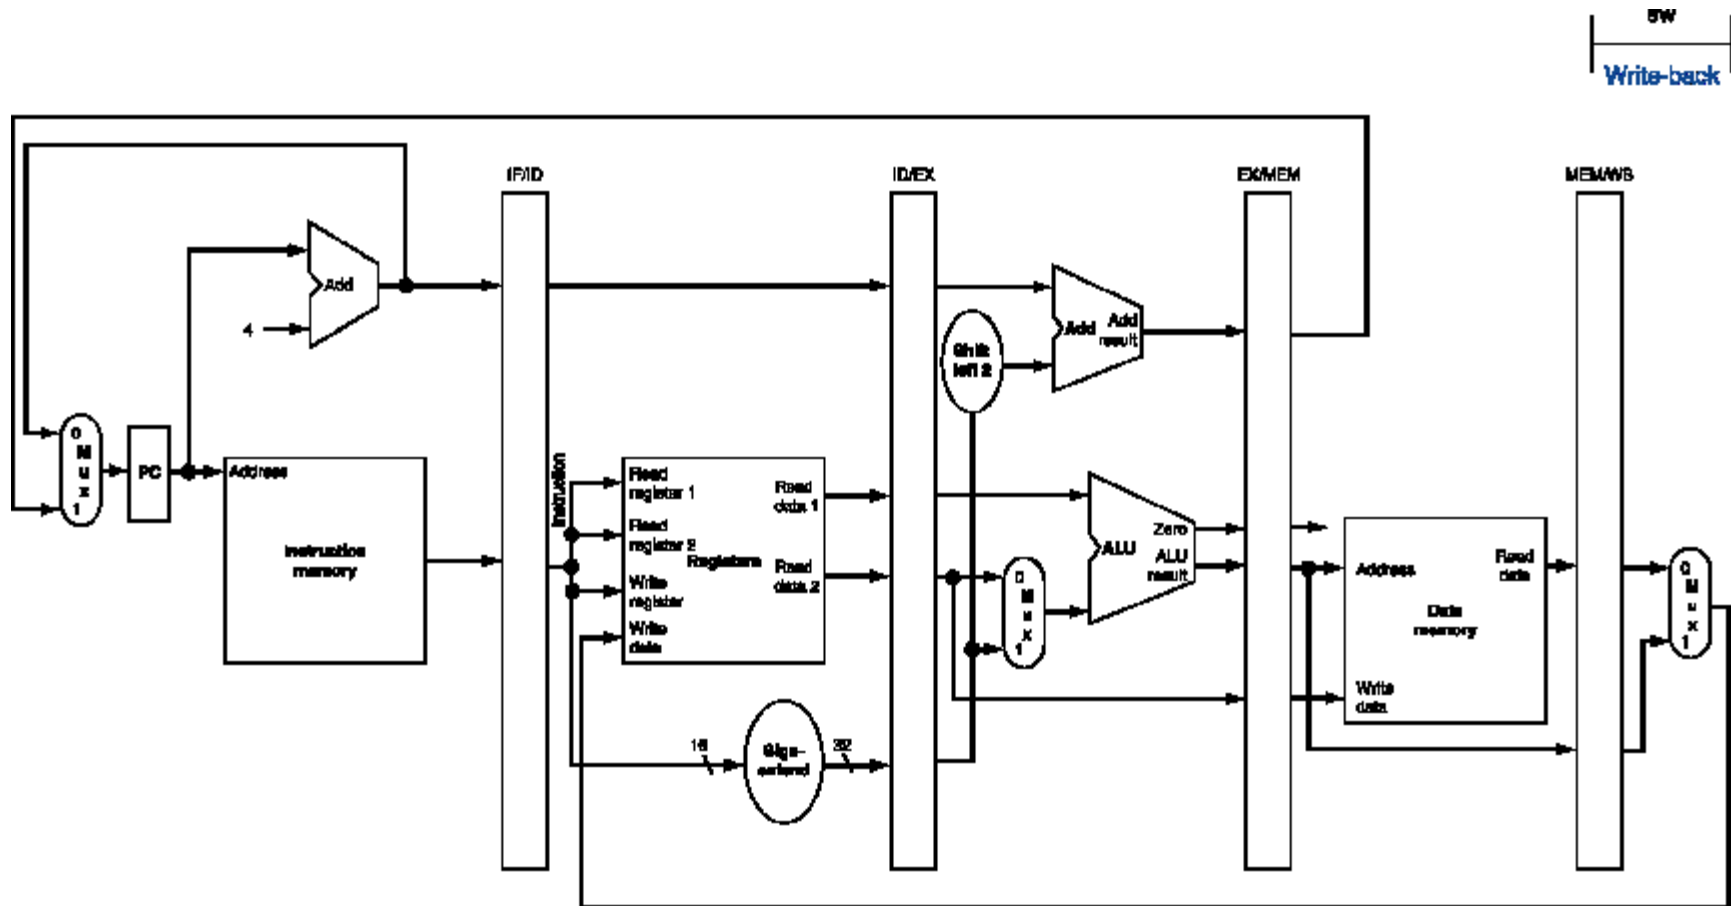 sw
Write-back
IF/ID
ID/EX
EX/MEM
MEM/WB
Add
4
Shift
left 2
Add
Add
result
0
M
u
x
1
PC
Address
Instruction
memory
Instruction
Read
register 1
Read
register 2
Registers
Write
register
Write
data
Read
data 1
Read
data 2
16
Sign-
extend
32
0
M
u
x
1
Zero
ALU
ALU
result
Address
Read
data
Data
memory
Write
data
0
M
u
x
1